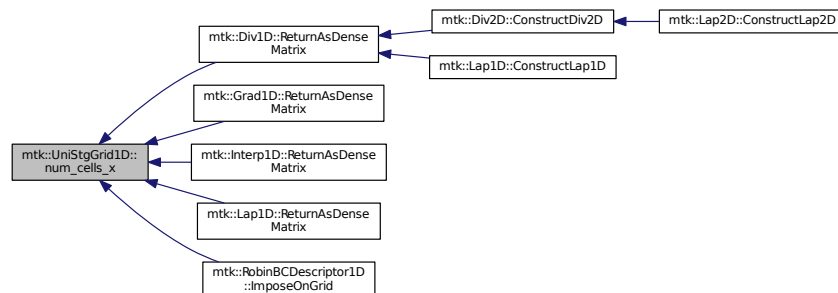 mtk::UniStgGrid1D::
num_cells_x
mtk::Div1D::ReturnAsDense
Matrix
mtk::Div2D::ConstructDiv2D
mtk::Lap2D::ConstructLap2D
mtk::Lap1D::ConstructLap1D
mtk::Grad1D::ReturnAsDense
Matrix
mtk::Interp1D::ReturnAsDense
Matrix
mtk::Lap1D::ReturnAsDense
Matrix
mtk::RobinBCDescriptor1D
::ImposeOnGrid